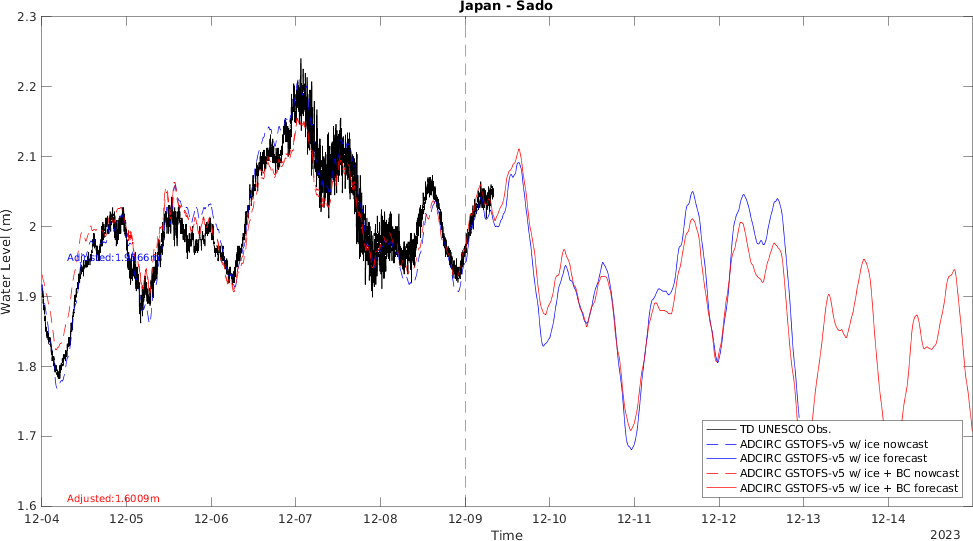 Japan - Sado
2.3
2.2
2.1
2
1.9
1.8
1.7
1.6
Water Level (m)
Adjusted:1.6009m
TD UNESCO Obs.
ADCIRC GSTOFS-v5 w/ ice nowcast
ADCIRC GSTOFS-v5 w/ ice forecast
ADCIRC GSTOFS-v5 w/ ice + BC nowcast
ADCIRC GSTOFS-v5 w/ ice + BC forecast
12-04 12-05 12-06 12-07 12-08 12-09 12-10 12-11 12-12 12-13 12-14
Time
2023